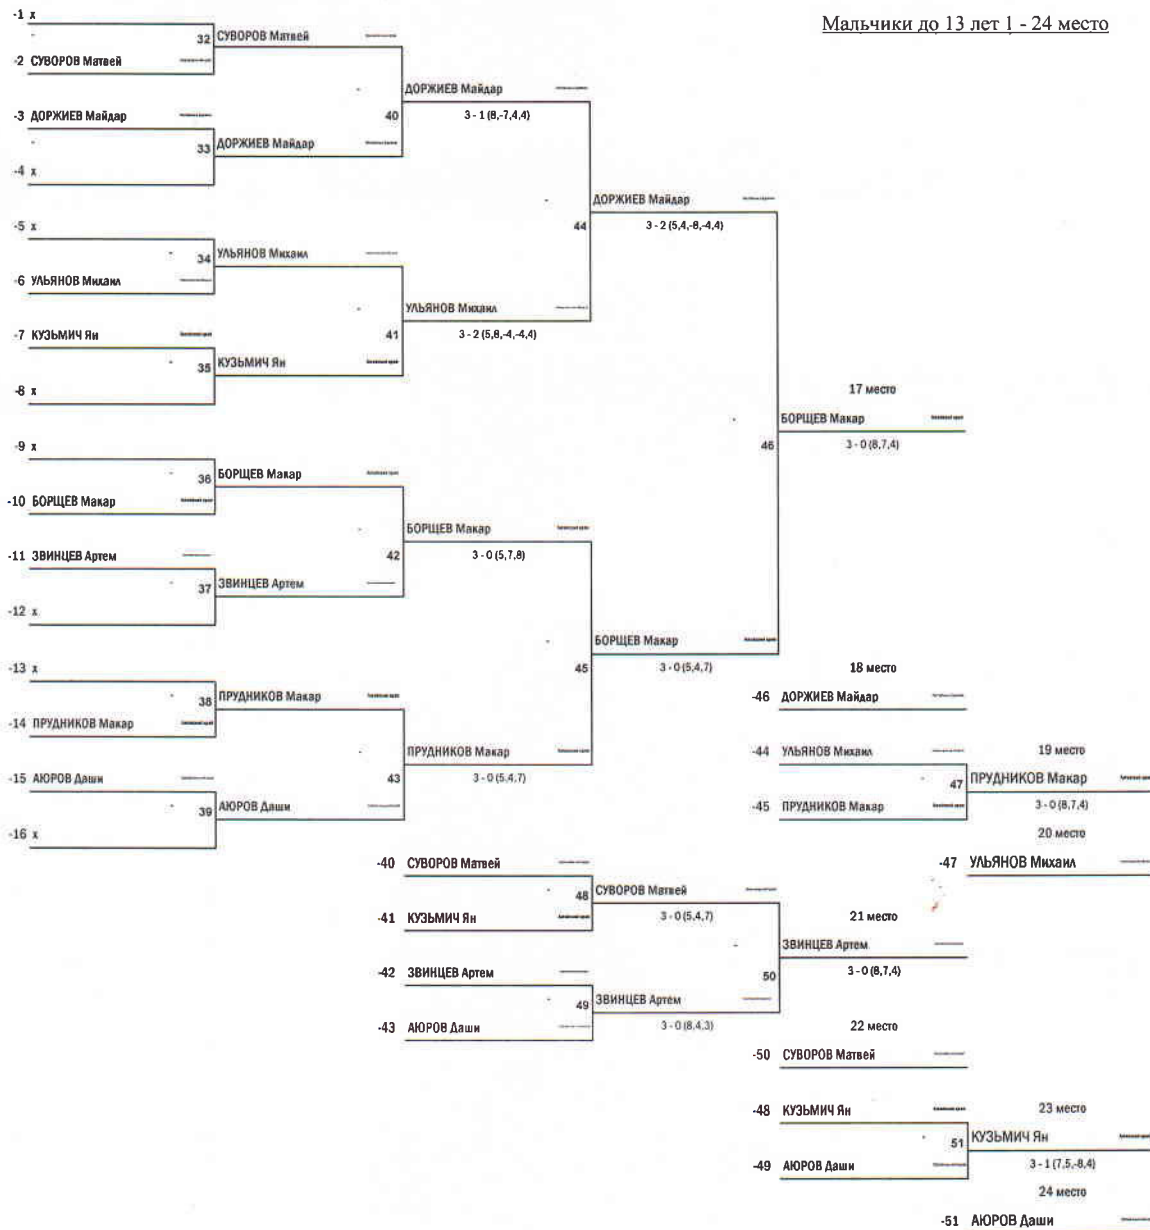 Мальчики до 13 лет 1 - 24 место
-1 х
32 СУВОРОВ Матвей
-2 СУВОРОВ Матвей
ДОРЖИЕВ Майдар
40
3 - 1 (8,-7,4,4)
-3 ДОРЖИЕВ Майдар
33 ДОРЖИЕВ Майдар
-4 х
ДОРЖИЕВ Майдар
44
3 - 2 (5,4,-8,-4,4)
-5 х
34 УЛЬЯНОВ Михаил
-6 УЛЬЯНОВ Михаил
УЛЬЯНОВ Михаил
41
3 - 2 (5,8,-4,-4,4)
-7 КУЗЬМИЧ Ян
35 КУЗЬМИЧ Ян
-8 х
17 место
БОРЩЕВ Макар
46
3 - 0 (8,7,4)
-9 х
36 БОРЩЕВ Макар
-10 БОРЩЕВ Макар
БОРЩЕВ Макар
42
3 - 0 (5,7,8)
-11 ЗВИНЦЕВ Артем
37 ЗВИНЦЕВ Артем
-12 х
БОРЩЕВ Макар
45
3 - 0 (5,4,7)
-13 х
38 ПРУДНИКОВ Макар
-14 ПРУДНИКОВ Макар
ПРУДНИКОВ Макар
43
3 - 0 (5,4,7)
-15 АЮРОВ Даши
39 АЮРОВ Даши
-16 х
18 место
-46 ДОРЖИЕВ Майдар
-44 УЛЬЯНОВ Михаил
19 место
47 ПРУДНИКОВ Макар
3 - 0 (8,7,4)
-45 ПРУДНИКОВ Макар
20 место
-47 УЛЬЯНОВ Михаил
-40 СУВОРОВ Матвей
48 СУВОРОВ Матвей
3 - 0 (5,4,7)
-41 КУЗЬМИЧ Ян
21 место
ЗВИНЦЕВ Артем
50
3 - 0 (8,7,4)
-42 ЗВИНЦЕВ Артем
49 ЗВИНЦЕВ Артем
3 - 0 (8,4,3)
-43 АЮРОВ Даши
22 место
-50 СУВОРОВ Матвей
-48 КУЗЬМИЧ Ян
23 место
51 КУЗЬМИЧ Ян
3 - 1 (7,5,-8,4)
-49 АЮРОВ Даши
24 место
-51 АЮРОВ Даши